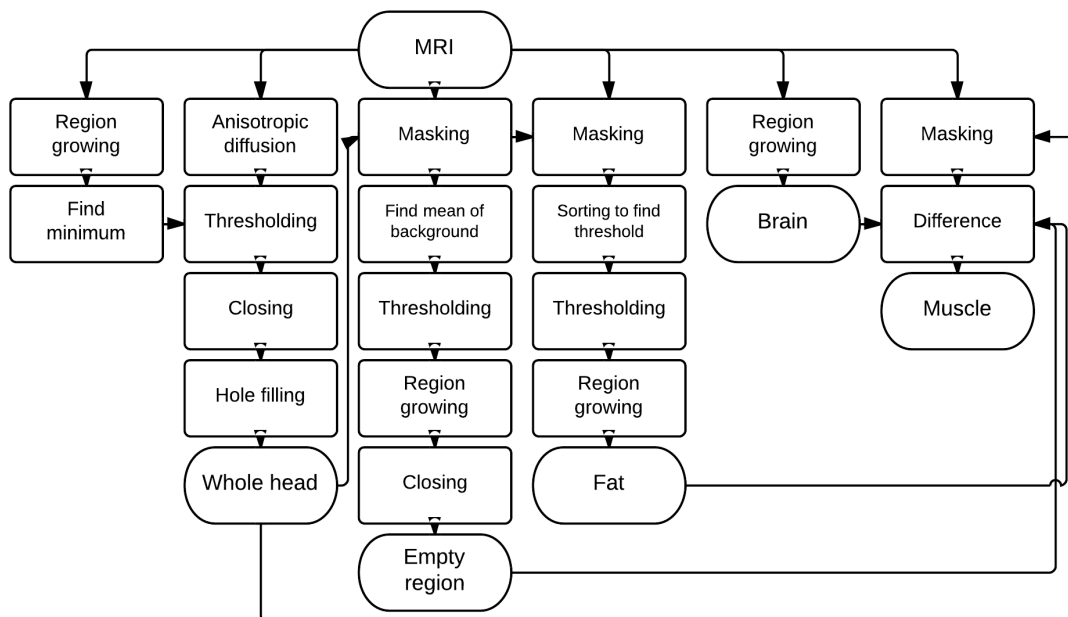 MRI
Region
growing
Anisotropic
diffusion
Masking
Masking
Region
growing
Masking
Find
minimum
Thresholding
Find mean of
background
Sorting to find
threshold
Brain
Difference
Closing
Thresholding
Thresholding
Muscle
Hole filling
Region
growing
Region
growing
Whole head
Closing
Fat
Empty
region